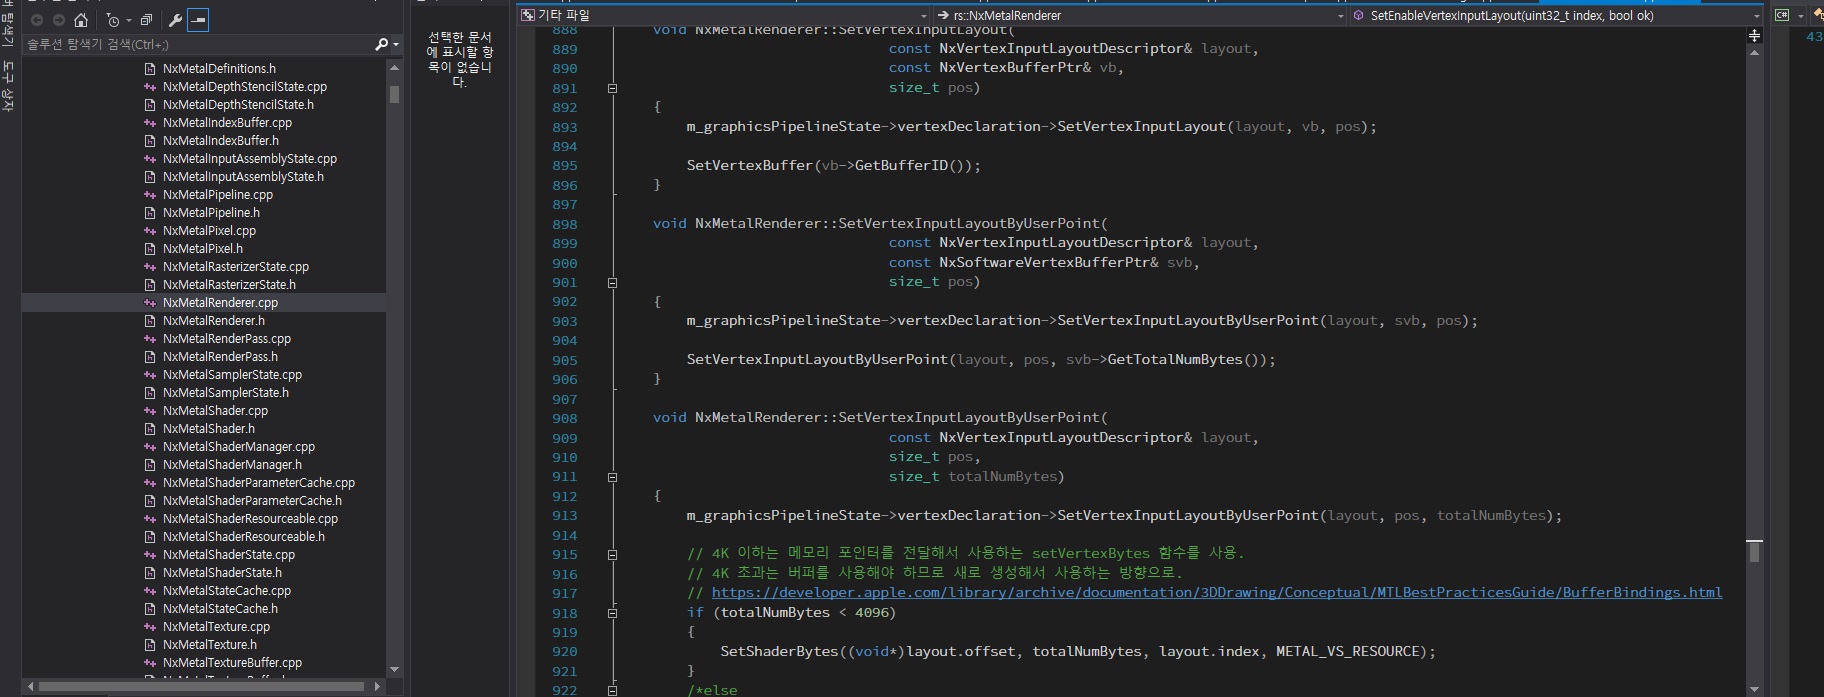 솔루션 탐색기 검색(Ctrl+;)
NxMetalDefinitions.h
NxMetalDepthStencilState.cpp
NxMetalDepthStencilState.h
NxMetalIndexBuffer.cpp
NxMetalIndexBuffer.h
NxMetalInputAssemblyState.cpp
NxMetalInputAssemblyState.h
NxMetalPipeline.cpp
NxMetalPipeline.h
NxMetalPixel.cpp
NxMetalPixel.h
NxMetalRasterizerState.cpp
NxMetalRasterizerState.h
NxMetalRenderer.cpp
NxMetalRenderer.h
NxMetalRenderPass.cpp
NxMetalRenderPass.h
NxMetalSamplerState.cpp
NxMetalSamplerState.h
NxMetalShader.cpp
NxMetalShader.h
NxMetalShaderManager.cpp
NxMetalShaderManager.h
NxMetalShaderParameterCache.cpp
NxMetalShaderParameterCache.h
NxMetalShaderResourceable.cpp
NxMetalShaderResourceable.h
NxMetalShaderState.cpp
NxMetalShaderState.h
NxMetalStateCache.cpp
NxMetalStateCache.h
NxMetalTexture.cpp
NxMetalTexture.h
NxMetalTextureBuffer.cpp
도구 상자
선택한 문서
에 표시할 항
목이 없습니
다.
기타 파일
rs::NxMetalRenderer
SetEnableVertexInputLayout(uint32_t index, bool ok)
C#
43
888 void NxMetalRenderer::SetVertexInputLayout(
889 const NxVertexInputLayoutDescriptor& layout,
890 const NxVertexBufferPtr& vb,
891 size_t pos)
892 {
893 m_graphicsPipelineState->vertexDeclaration->SetVertexInputLayout(layout, vb, pos);
894
895 SetVertexBuffer(vb->GetBufferID());
896 }
897
898 void NxMetalRenderer::SetVertexInputLayoutByUserPoint(
899 const NxVertexInputLayoutDescriptor& layout,
900 const NxSoftwareVertexBufferPtr& svb,
901 size_t pos)
902 {
903 m_graphicsPipelineState->vertexDeclaration->SetVertexInputLayoutByUserPoint(layout, svb, pos);
904
905 SetVertexInputLayoutByUserPoint(layout, pos, svb->GetTotalNumBytes());
906 }
907
908 void NxMetalRenderer::SetVertexInputLayoutByUserPoint(
909 const NxVertexInputLayoutDescriptor& layout,
910 size_t pos,
911 size_t totalNumBytes)
912 {
913 m_graphicsPipelineState->vertexDeclaration->SetVertexInputLayoutByUserPoint(layout, pos, totalNumBytes);
914
915 // 4K 이하는 메모리 포인터를 전달해서 사용하는 setVertexBytes 함수를 사용.
916 // 4K 초과는 버퍼를 사용해야 하므로 새로 생성해서 사용하는 방향으로.
917 // https://developer.apple.com/library/archive/documentation/3DDrawing/Conceptual/MTLBestPracticesGuide/BufferBindings.html
918 if (totalNumBytes < 4096)
919 {
920 SetShaderBytes((void*)layout.offset, totalNumBytes, layout.index, METAL_VS_RESOURCE);
921 }
922 /*else